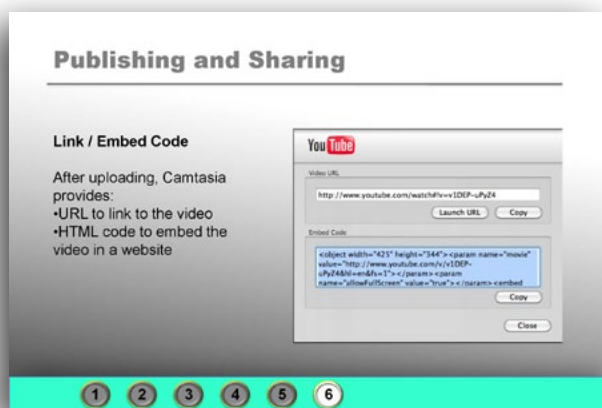 Publishing and Sharing
Link / Embed Code
After uploading, Camtasia
provides:
•URL to link to the video
•HTML code to embed the
video in a website
YouTube
Video URL
http://www.youtube.com/watch#!v=v1DEP-uPyZ4
Launch URL
Copy
Embed Code
<object width="425" height="344"><param name="movie"
value="http://www.youtube.com/v/v1DEP-
uPyZ4&hl=en&fs=1"></param><param
name="allowFullScreen" value="true"></param><embed
Copy
Close
1 2 3 4 5 6